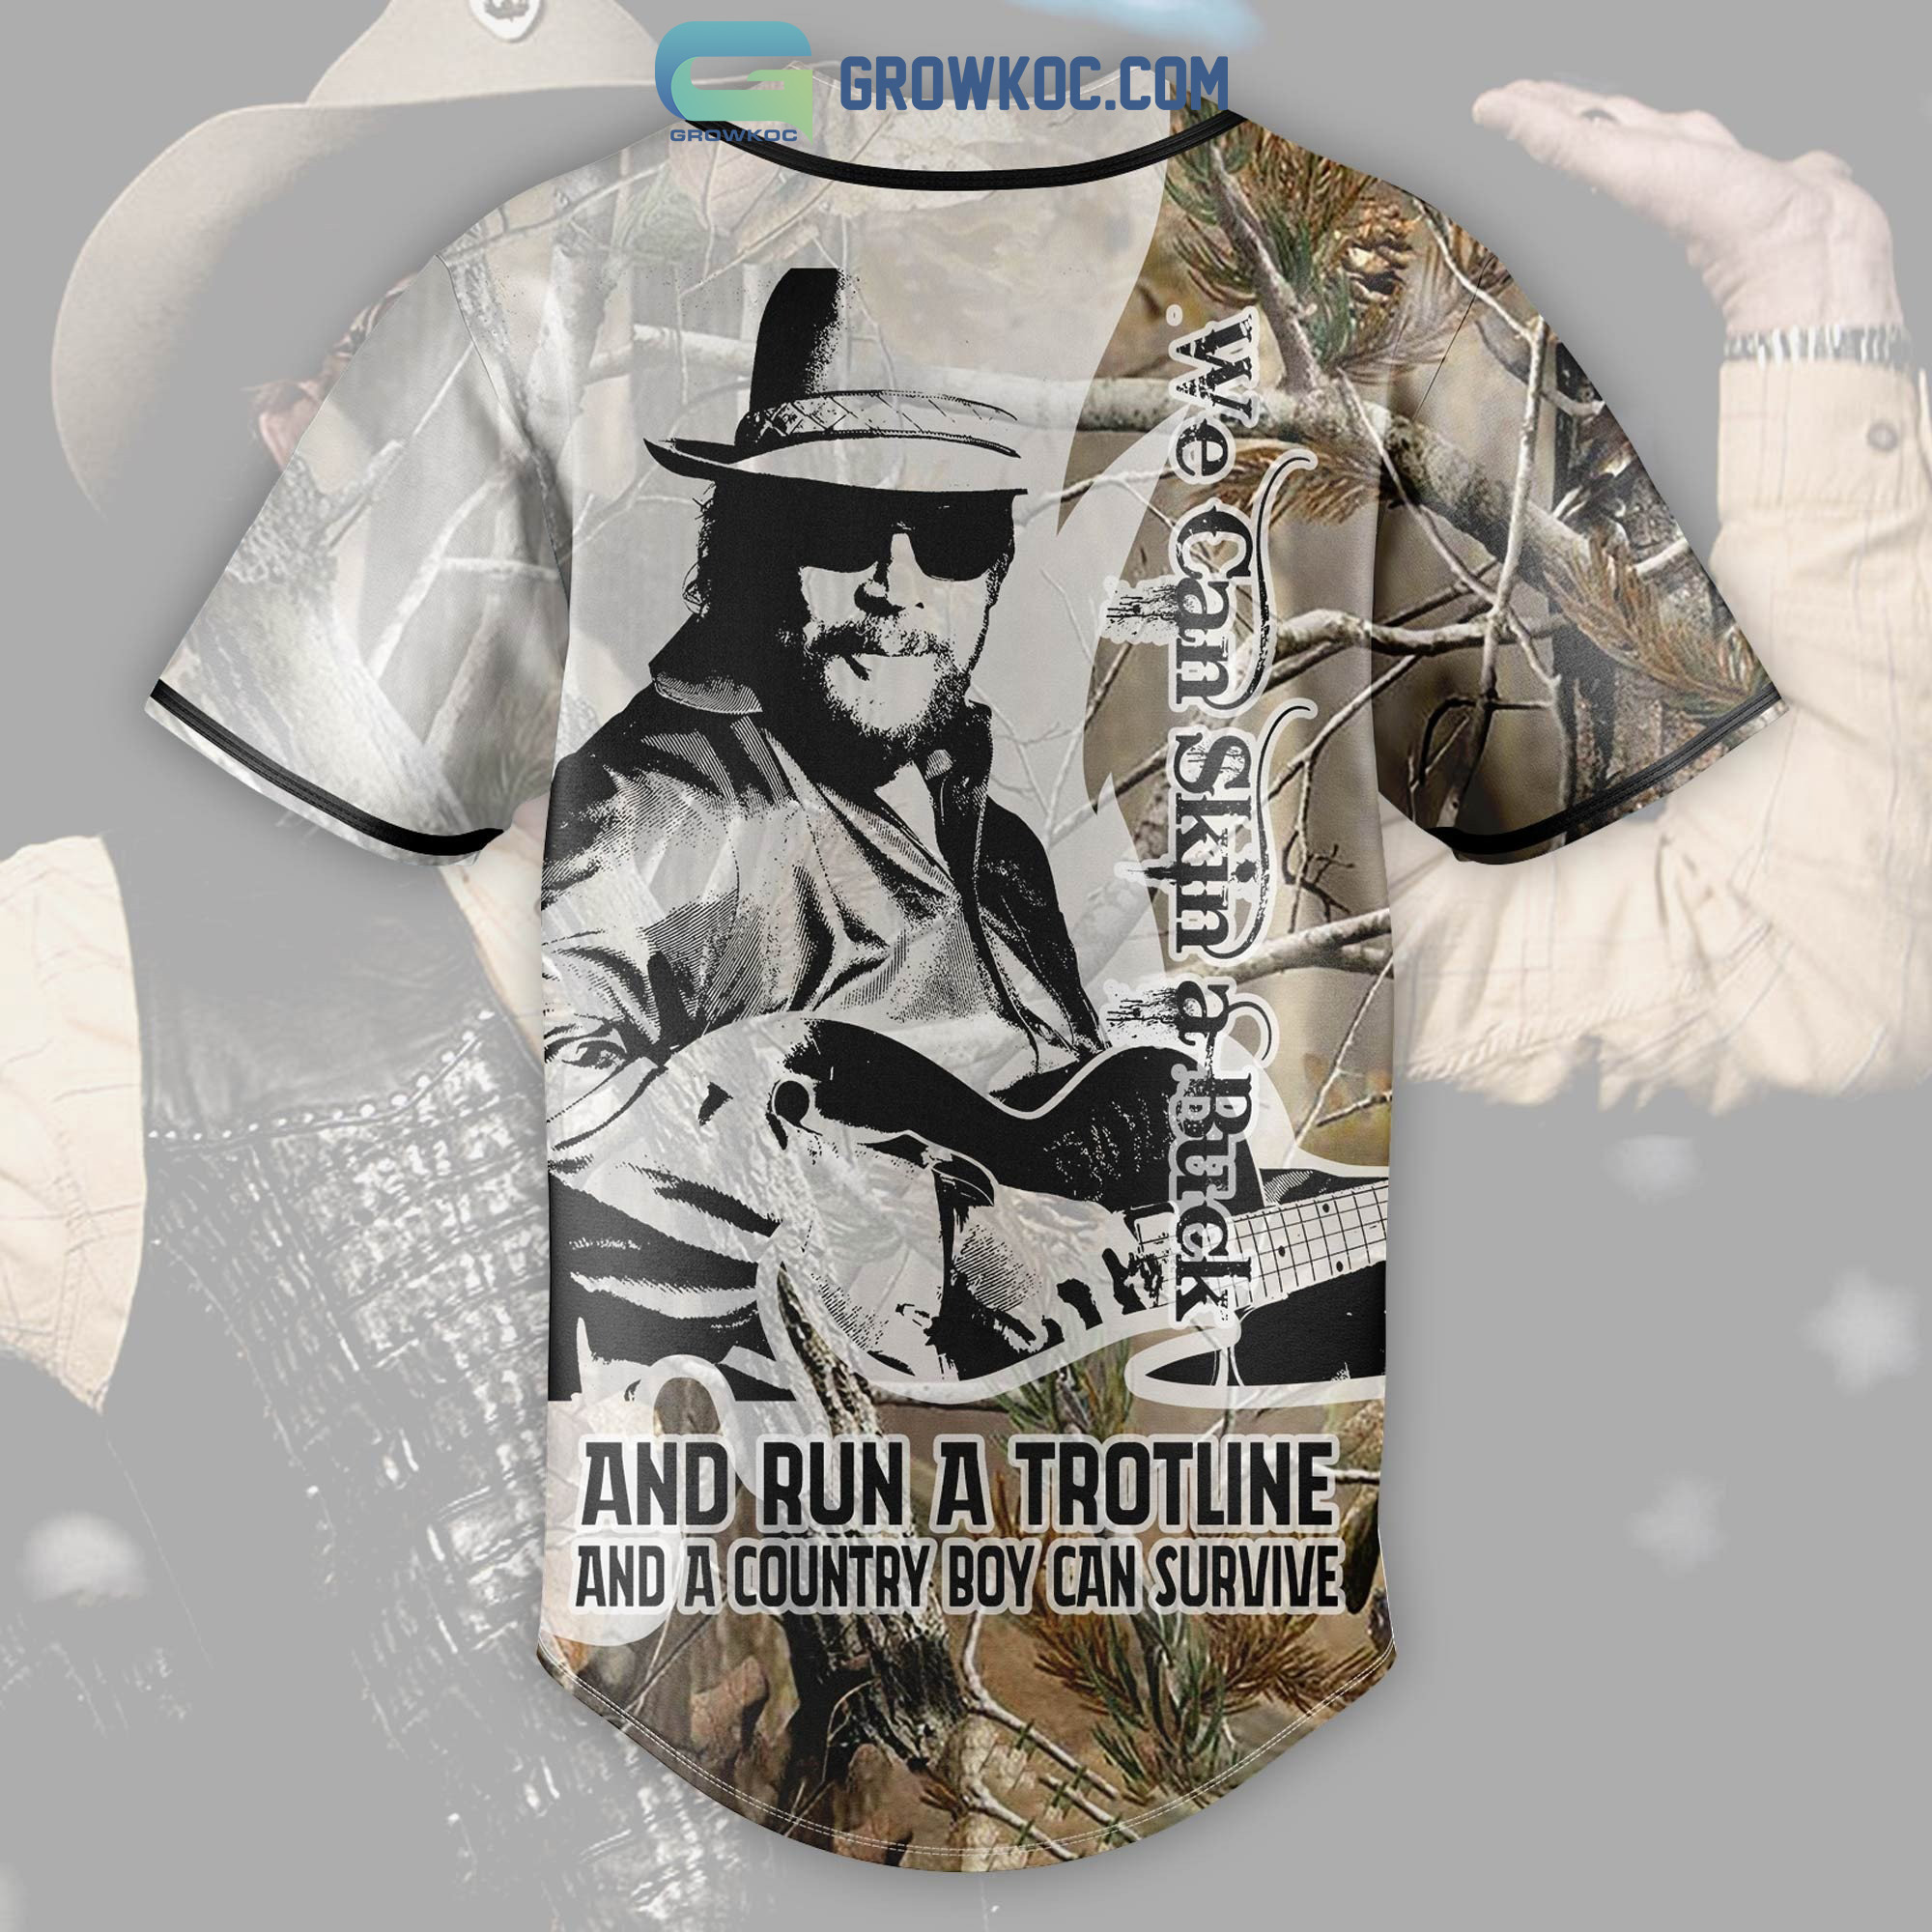 GROWKOC
GROWKOC.COM
We Can Skin a Buck
AND RUN A TROTLINE
AND A COUNTRY BOY CAN SURVIVE